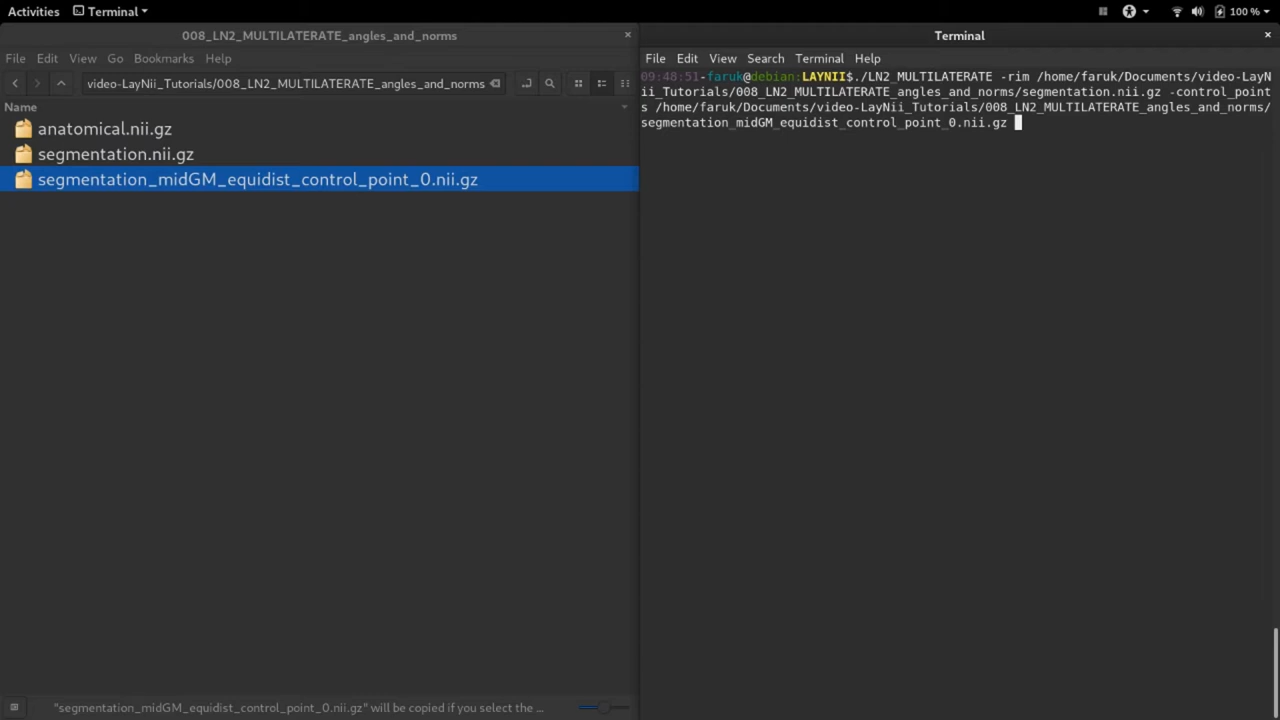 Activities Terminal 100 %
008_LN2_MULTILATERATE_angles_and_norms ×
File Edit View Go Bookmarks Help
video-LayNii_Tutorials/008_LN2_MULTILATERATE_angles_and_norms
Name
anatomical.nii.gz
segmentation.nii.gz
segmentation_midGM_equidist_control_point_0.nii.gz
"segmentation_midGM_equidist_control_point_0.nii.gz" will be copied if you select the ...
Terminal ×
File Edit View Search Terminal Help
09:48:51-faruk@debian:LAYNII$./LN2_MULTILATERATE -rim /home/faruk/Documents/video-LayN
ii_Tutorials/008_LN2_MULTILATERATE_angles_and_norms/segmentation.nii.gz -control_point
s /home/faruk/Documents/video-LayNii_Tutorials/008_LN2_MULTILATERATE_angles_and_norms/
segmentation_midGM_equidist_control_point_0.nii.gz